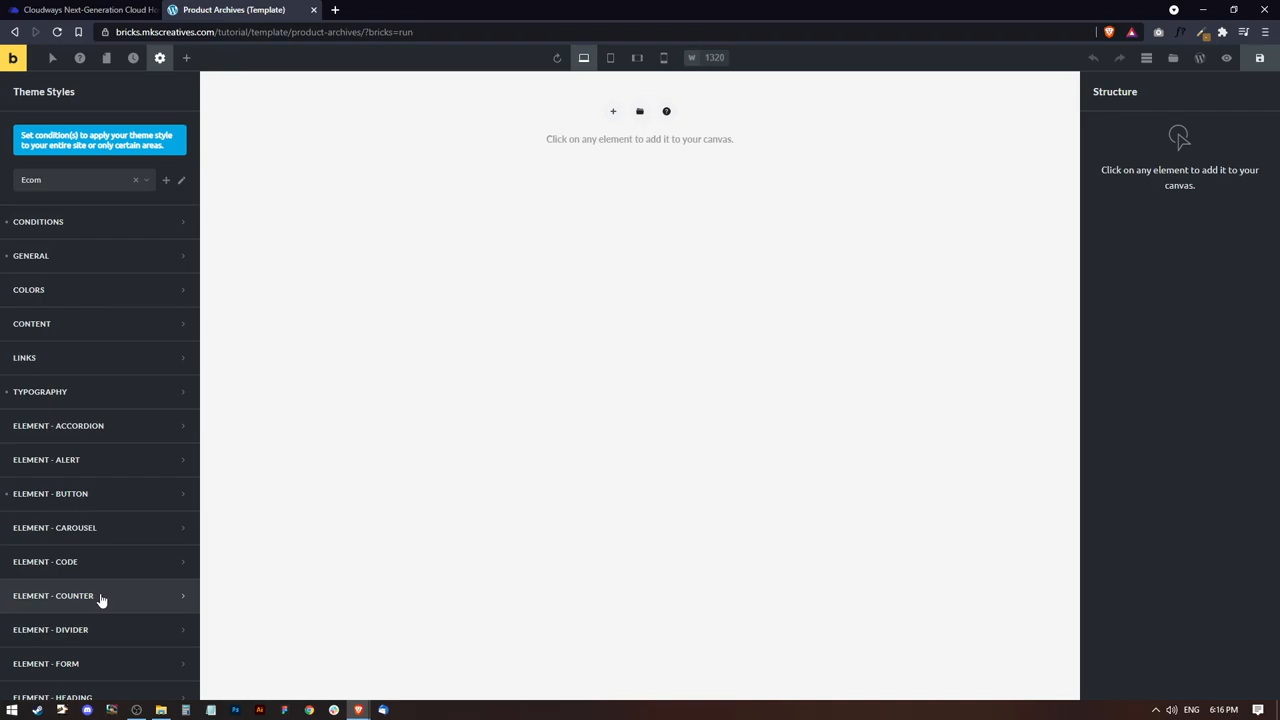 Cloudways Next-Generation Cloud Ho
Product Archives (Template)
bricks.mkscreatives.com/tutorial/template/product-archives/?bricks=run
b
W 1320
Theme Styles
Structure
Set condition(s) to apply your theme style
to your entire site or only certain areas.
Click on any element to add it to your canvas.
Click on any element to add it to your
canvas.
Ecom
CONDITIONS
GENERAL
COLORS
CONTENT
LINKS
TYPOGRAPHY
ELEMENT - ACCORDION
ELEMENT - ALERT
ELEMENT - BUTTON
ELEMENT - CAROUSEL
ELEMENT - CODE
ELEMENT - COUNTER
ELEMENT - DIVIDER
ELEMENT - FORM
ELEMENT - HEADING
Ps
Ai
ENG
6:16 PM